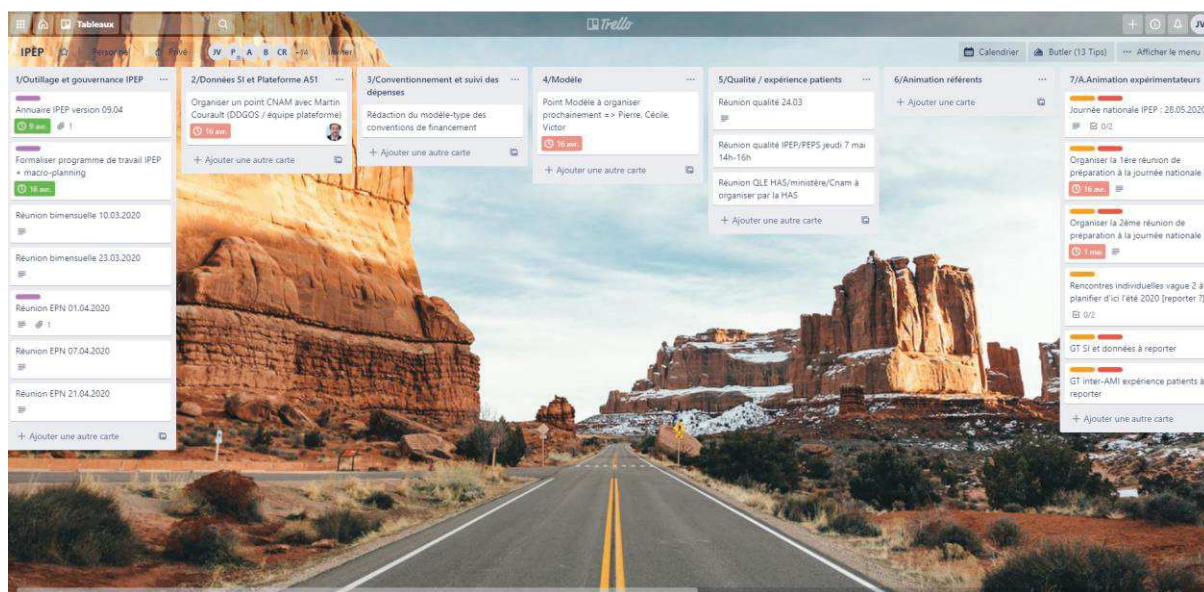 Tableaux
Trello
JV
IPEP
Personnel
Privé
JV P A B CR +14
Inviter
Calendrier
Butler (13 Tips)
Afficher le menu
1/Outillage et gouvernance IPEP
Annuaire IPEP version 09.04
9 avr. 1
Formaliser programme de travail IPEP
+ macro-planning
16 avr.
Réunion bimensuelle 10.03.2020
Réunion bimensuelle 23.03.2020
Réunion EPN 01.04.2020
1
Réunion EPN 07.04.2020
Réunion EPN 21.04.2020
+ Ajouter une autre carte
2/Données SI et Plateforme A51
Organiser un point CNAM avec Martin
Courault (DDGOS / équipe plateforme)
16 avr.
+ Ajouter une autre carte
3/Conventionnement et suivi des
dépenses
Rédaction du modèle-type des
conventions de financement
+ Ajouter une autre carte
4/Modèle
Point Modèle à organiser
prochainement => Pierre, Cécile,
Victor
16 avr.
+ Ajouter une autre carte
5/Qualité / expérience patients
Réunion qualité 24.03
Réunion qualité IPEP/PEPS jeudi 7 mai
14h-16h
Réunion QLE HAS/ministère/Cnam à
organiser par la HAS
+ Ajouter une autre carte
6/Animation référents
+ Ajouter une carte
7/A.Animation expérimentateurs
Journée nationale IPEP : 28.05.2020
0/2
Organiser la 1ère réunion de
préparation à la journée nationale
16 avr.
Organiser la 2ème réunion de
préparation à la journée nationale
1 mai
Rencontres individuelles vague 2 à
planifier d'ici l'été 2020 [reporter ?]
0/2
GT SI et données à reporter
GT inter-AMI expérience patients à
reporter
+ Ajouter une autre carte